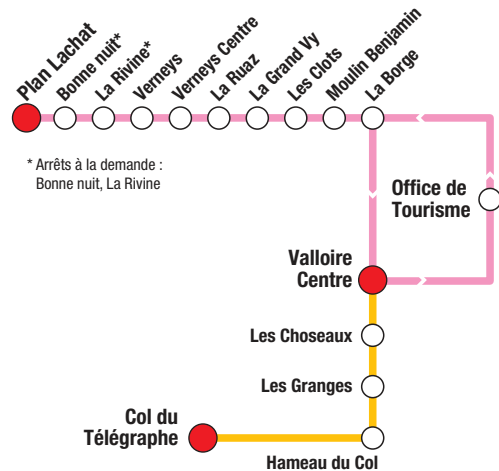 Plan Lachat
Bonne nuit*
La Rivine*
Verneys
Verneys Centre
La Ruaz
La Grand Vy
Les Clots
Moulin Benjamin
La Borge
* Arrêts à la demande :
Bonne nuit, La Rivine
Office de
Tourisme
Valloire
Centre
Les Choseaux
Les Granges
Col du
Télégraphe
Hameau du Col